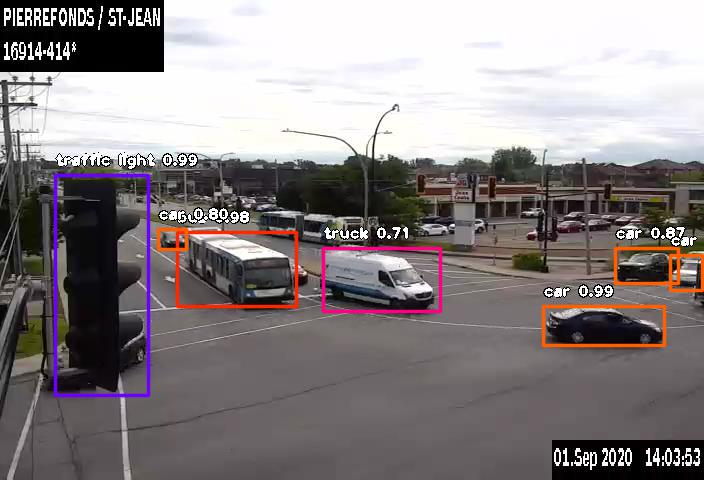 PIERREFONDS / ST-JEAN
16914-414*
traffic light 0.99
car 0.80
98
truck 0.71
car 0.87
car
car 0.99
01.Sep 2020 14:03:53